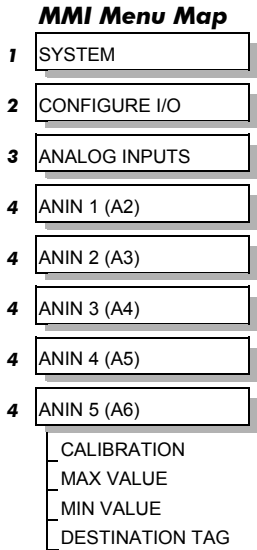 MMI Menu Map
1 SYSTEM
2 CONFIGURE I/O
3 ANALOG INPUTS
4 ANIN 1 (A2)
4 ANIN 2 (A3)
4 ANIN 3 (A4)
4 ANIN 4 (A5)
4 ANIN 5 (A6)
CALIBRATION
MAX VALUE
MIN VALUE
DESTINATION TAG